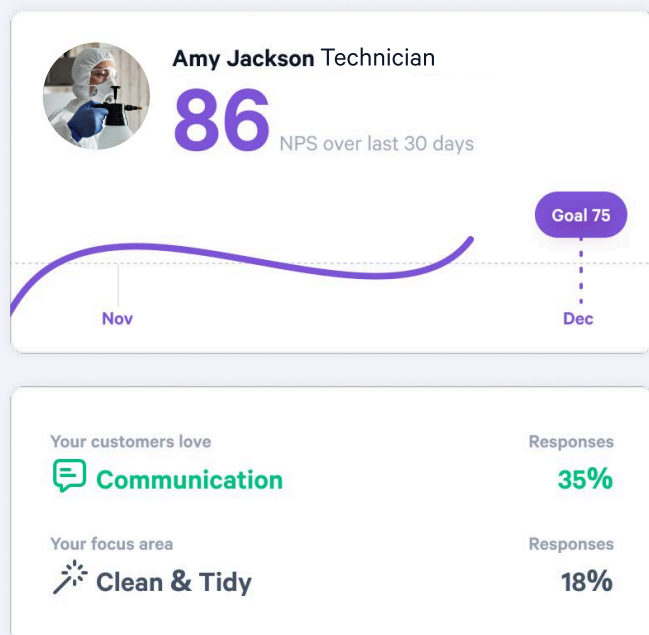 Amy Jackson Technician
86 NPS over last 30 days
Goal 75
Nov Dec
Your customers love Responses
Communication 35%
Your focus area Responses
Clean & Tidy 18%